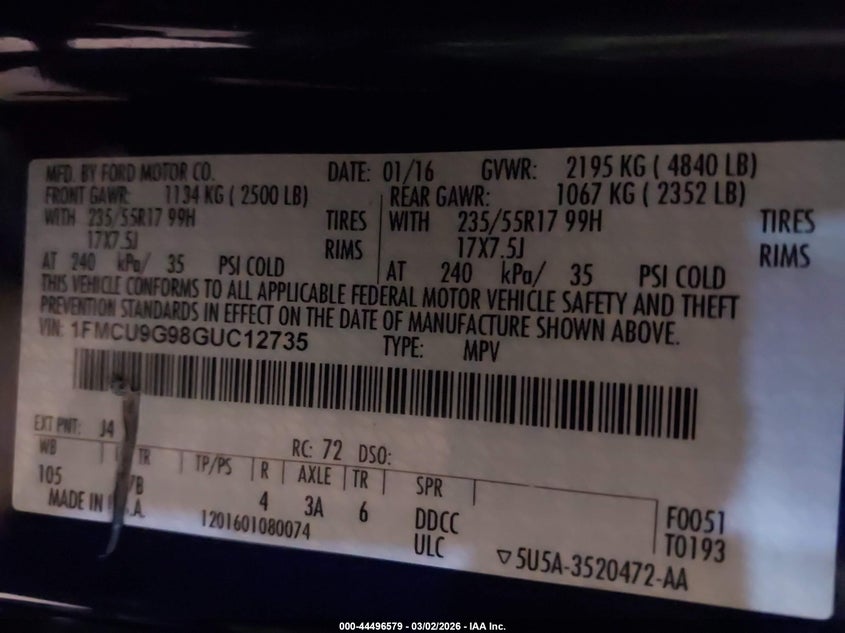 MFD. BY FORD MOTOR CO. DATE: 01/16 GVWR: 2195 KG ( 4840 LB)
FRONT GAWR: 1134 KG ( 2500 LB) REAR GAWR: 1067 KG ( 2352 LB)
WITH 235/55R17 99H TIRES WITH 235/55R17 99H TIRES
17X7.5J RIMS 17X7.5J RIMS
AT 240 kPa/ 35 PSI COLD AT 240 kPa/ 35 PSI COLD
THIS VEHICLE CONFORMS TO ALL APPLICABLE FEDERAL MOTOR VEHICLE SAFETY AND THEFT
PREVENTION STANDARDS IN EFFECT ON THE DATE OF MANUFACTURE SHOWN ABOVE.
VIN: 1FMCU9G98GUC12735 TYPE: MPV
EXT PNT: J4 RC: 72 DSO:
WB TR TP/PS R AXLE TR SPR
105 7B 4 3A 6 DDCC F0051
MADE IN U.S.A. 1201601080074 ULC T0193
▽5U5A-3520472-AA
000-44496579 - 03/02/2026 - IAA Inc.